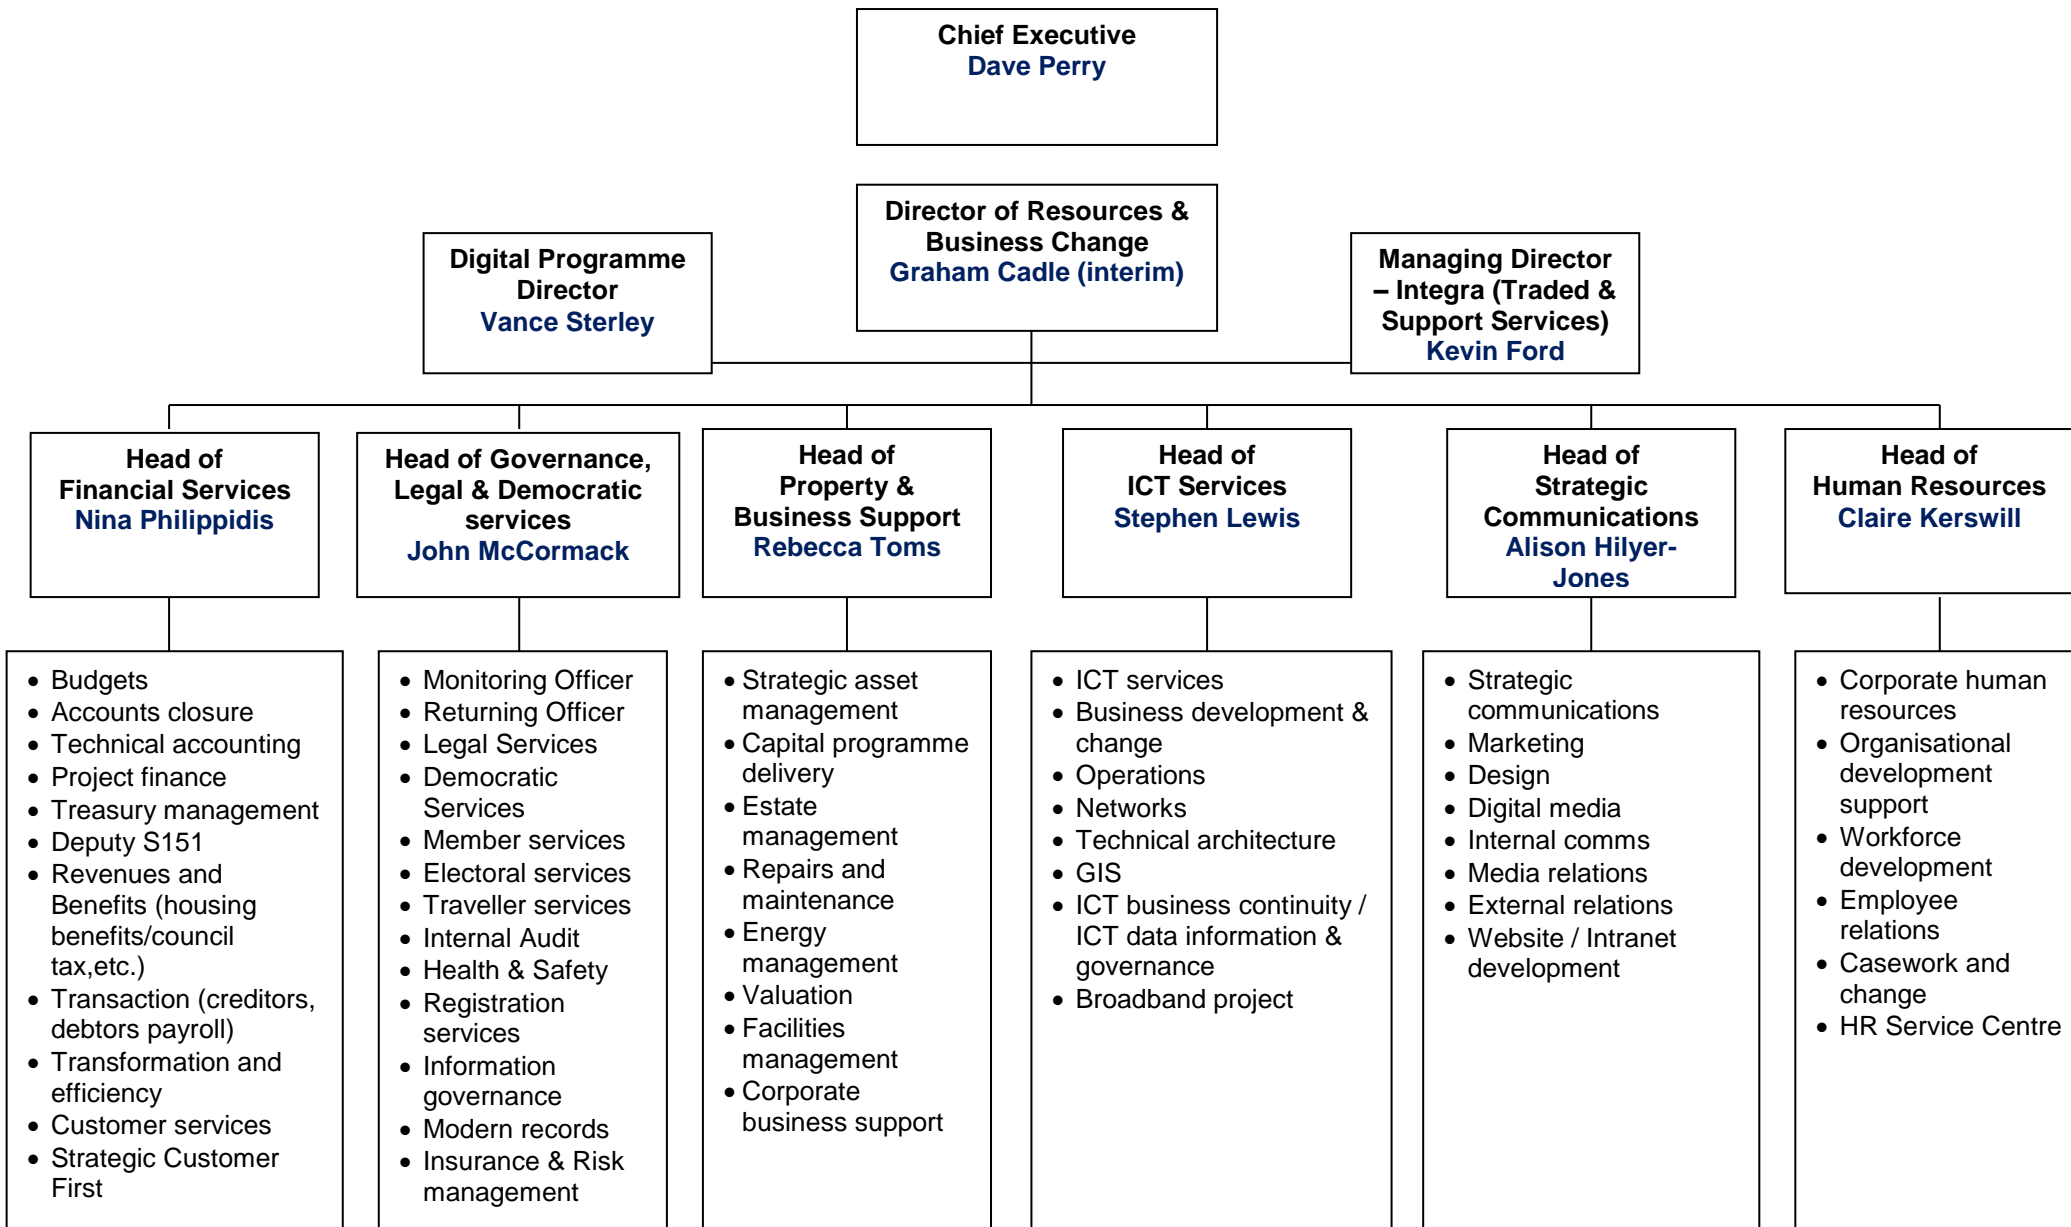 Chief Executive
Dave Perry
Director of Resources &
Business Change
Graham Cadle (interim)
Digital Programme
Director
Vance Sterley
Managing Director
– Integra (Traded &
Support Services)
Kevin Ford
Head of
Financial Services
Nina Philippidis
Head of Governance,
Legal & Democratic
services
John McCormack
Head of
Property &
Business Support
Rebecca Toms
Head of
ICT Services
Stephen Lewis
Head of
Strategic
Communications
Alison Hilyer-
Jones
Head of
Human Resources
Claire Kerswill
• Budgets
• Accounts closure
• Technical accounting
• Project finance
• Treasury management
• Deputy S151
• Revenues and
Benefits (housing
benefits/council
tax,etc.)
• Transaction (creditors,
debtors payroll)
• Transformation and
efficiency
• Customer services
• Strategic Customer
First
• Monitoring Officer
• Returning Officer
• Legal Services
• Democratic
Services
• Member services
• Electoral services
• Traveller services
• Internal Audit
• Health & Safety
• Registration
services
• Information
governance
• Modern records
• Insurance & Risk
management
• Strategic asset
management
• Capital programme
delivery
• Estate
management
• Repairs and
maintenance
• Energy
management
• Valuation
• Facilities
management
• Corporate
business support
• ICT services
• Business development &
change
• Operations
• Networks
• Technical architecture
• GIS
• ICT business continuity /
ICT data information &
governance
• Broadband project
• Strategic
communications
• Marketing
• Design
• Digital media
• Internal comms
• Media relations
• External relations
• Website / Intranet
development
• Corporate human
resources
• Organisational
development
support
• Workforce
development
• Employee
relations
• Casework and
change
• HR Service Centre